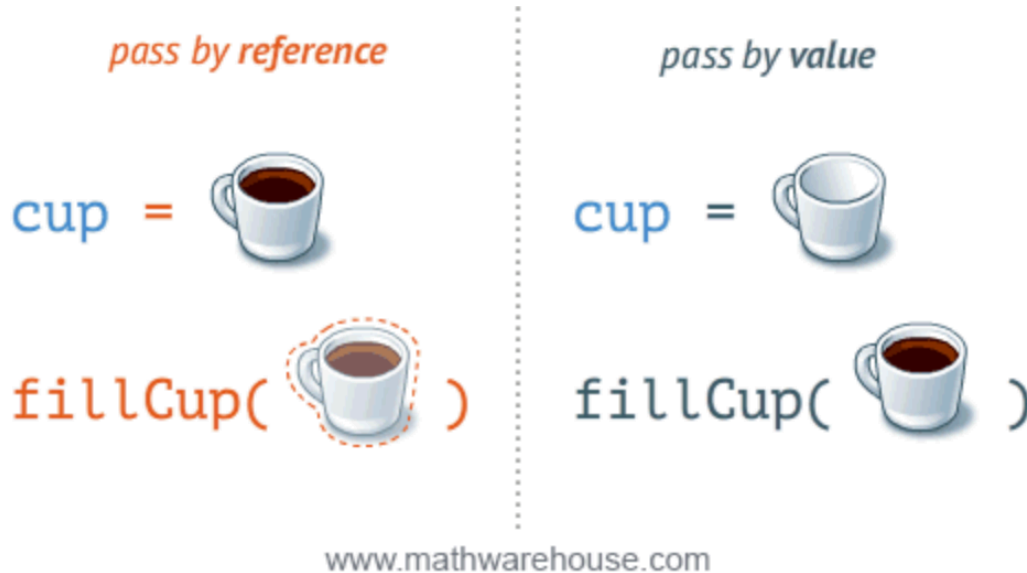 pass by reference
pass by value
cup =
cup =
fillCup( )
fillCup( )
www.mathwarehouse.com